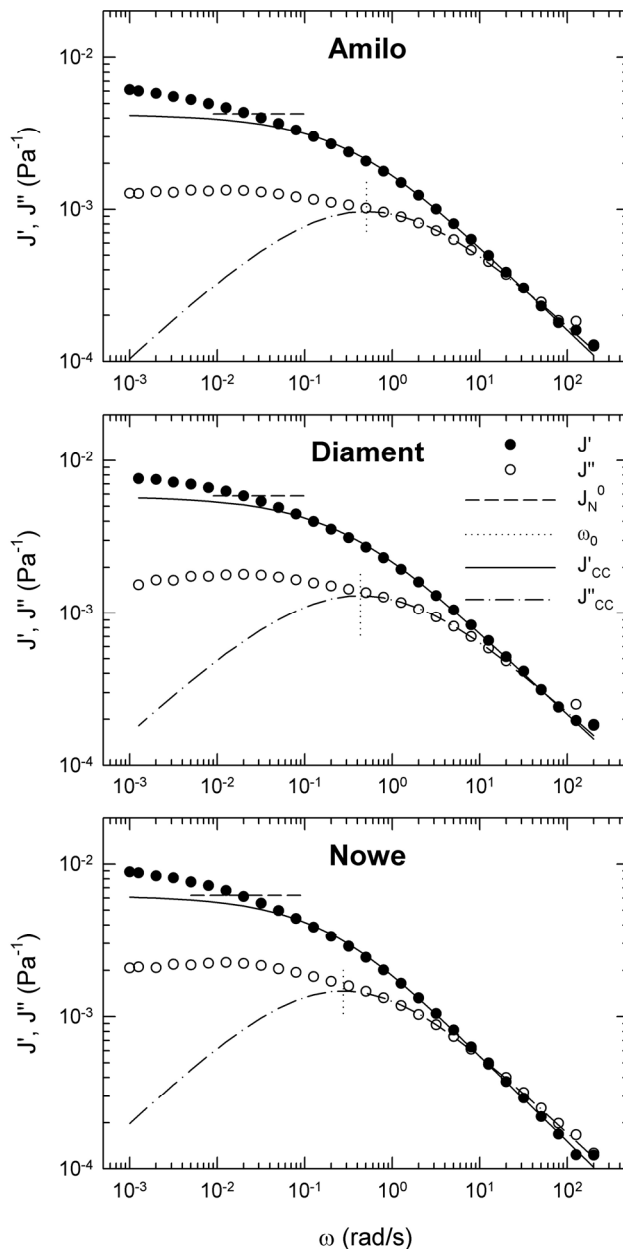 Amilo
10⁻²
10⁻³
10⁻⁴
J', J" (Pa⁻¹)
10⁻³ 10⁻² 10⁻¹ 10⁰ 10¹ 10²
Diament
J'
J"
J_N⁰
ω₀
J'_CC
J"_CC
10⁻²
10⁻³
10⁻⁴
J', J" (Pa⁻¹)
10⁻³ 10⁻² 10⁻¹ 10⁰ 10¹ 10²
Nowe
10⁻²
10⁻³
10⁻⁴
J', J" (Pa⁻¹)
10⁻³ 10⁻² 10⁻¹ 10⁰ 10¹ 10²
ω (rad/s)